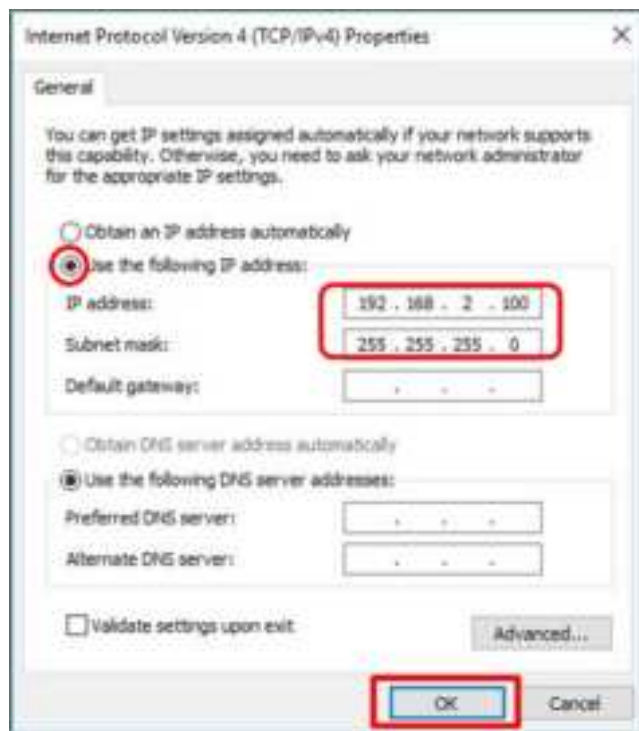 Internet Protocol Version 4 (TCP/IPv4) Properties
General
You can get IP settings assigned automatically if your network supports
this capability. Otherwise, you need to ask your network administrator
for the appropriate IP settings.
Obtain an IP address automatically
Use the following IP address:
IP address: 192 . 168 . 2 . 100
Subnet mask: 255 . 255 . 255 . 0
Default gateway: . . .
Obtain DNS server address automatically
Use the following DNS server addresses:
Preferred DNS server: . . .
Alternate DNS server: . . .
Validate settings upon exit
Advanced...
OK Cancel